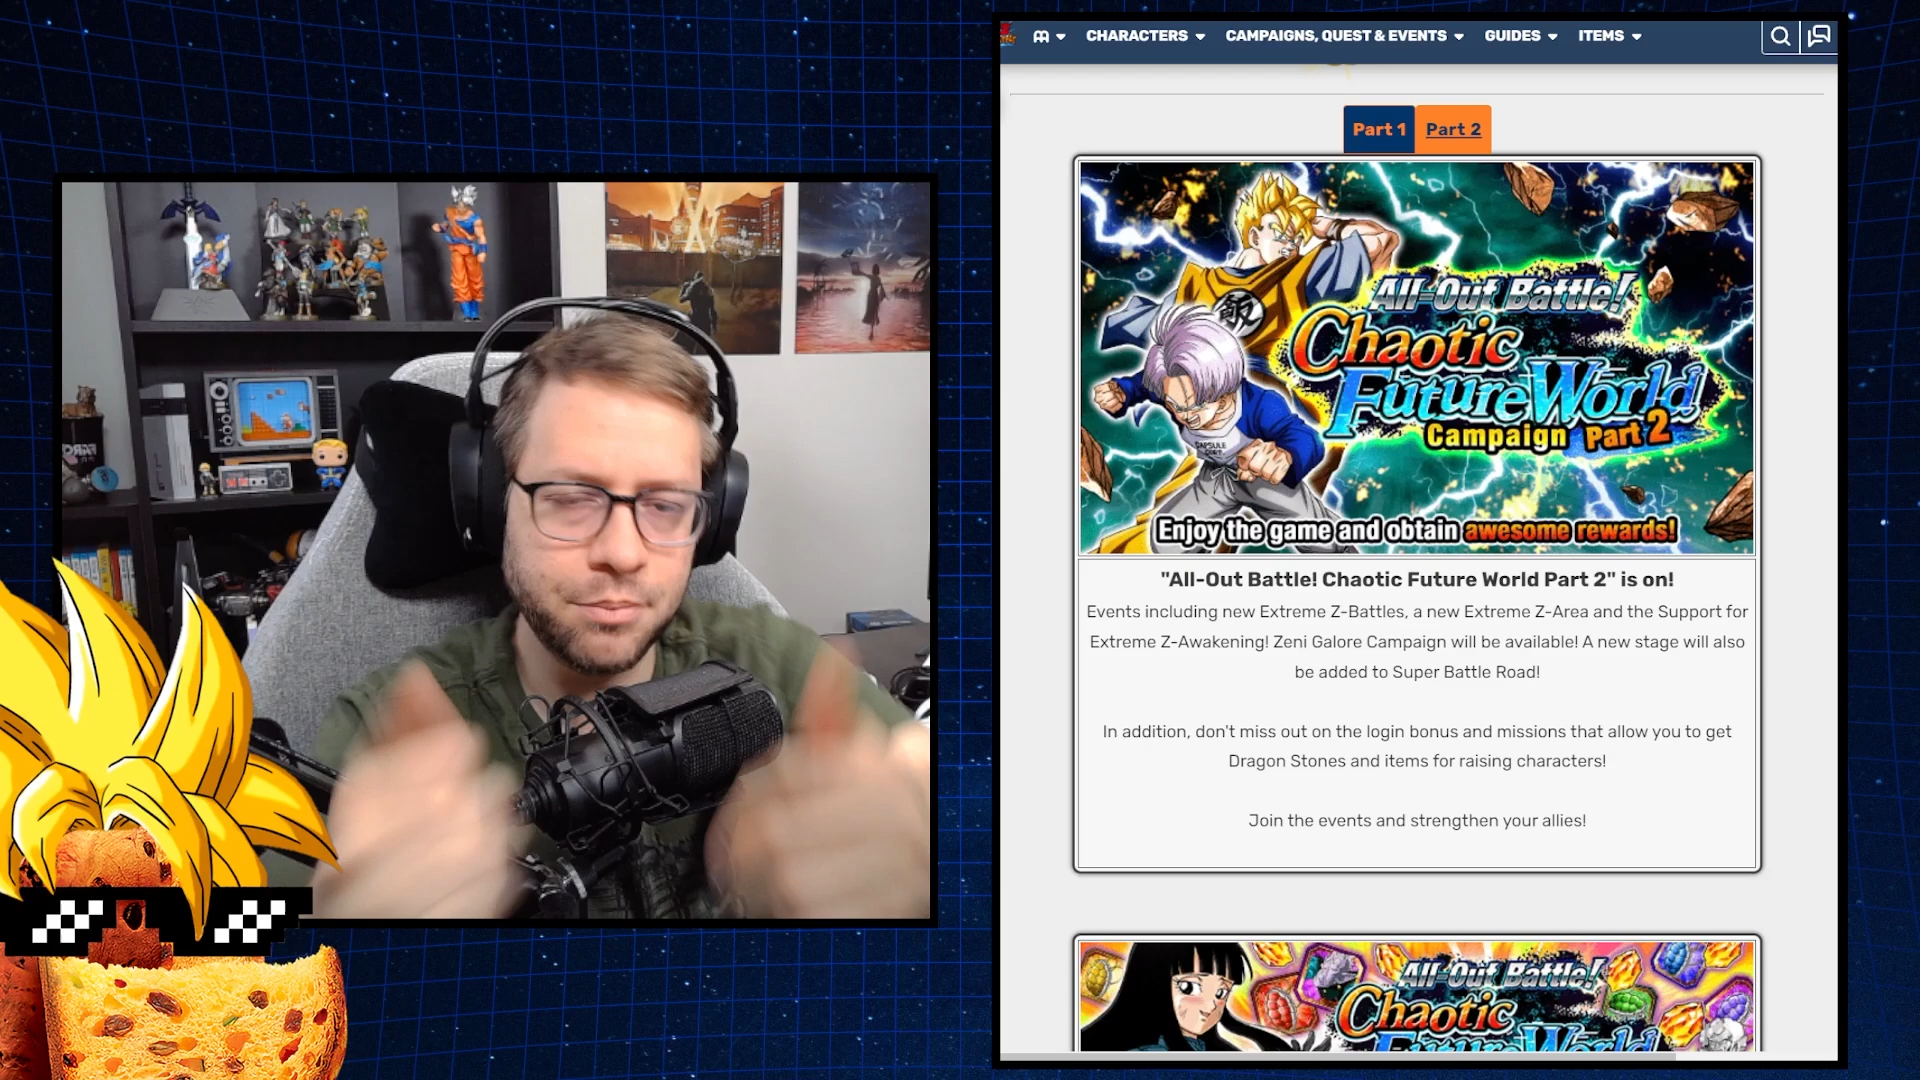 CHARACTERS
CAMPAIGNS, QUEST & EVENTS
GUIDES
ITEMS
Part 1
Part 2
飯
CAPSULE
CORP.
All-Out Battle!
Chaotic
Future World
Campaign Part 2
Enjoy the game and obtain awesome rewards!
"All-Out Battle! Chaotic Future World Part 2" is on!
Events including new Extreme Z-Battles, a new Extreme Z-Area and the Support for
Extreme Z-Awakening! Zeni Galore Campaign will be available! A new stage will also
be added to Super Battle Road!
In addition, don't miss out on the login bonus and missions that allow you to get
Dragon Stones and items for raising characters!
Join the events and strengthen your allies!
All-Out Battle!
Chaotic
Future World